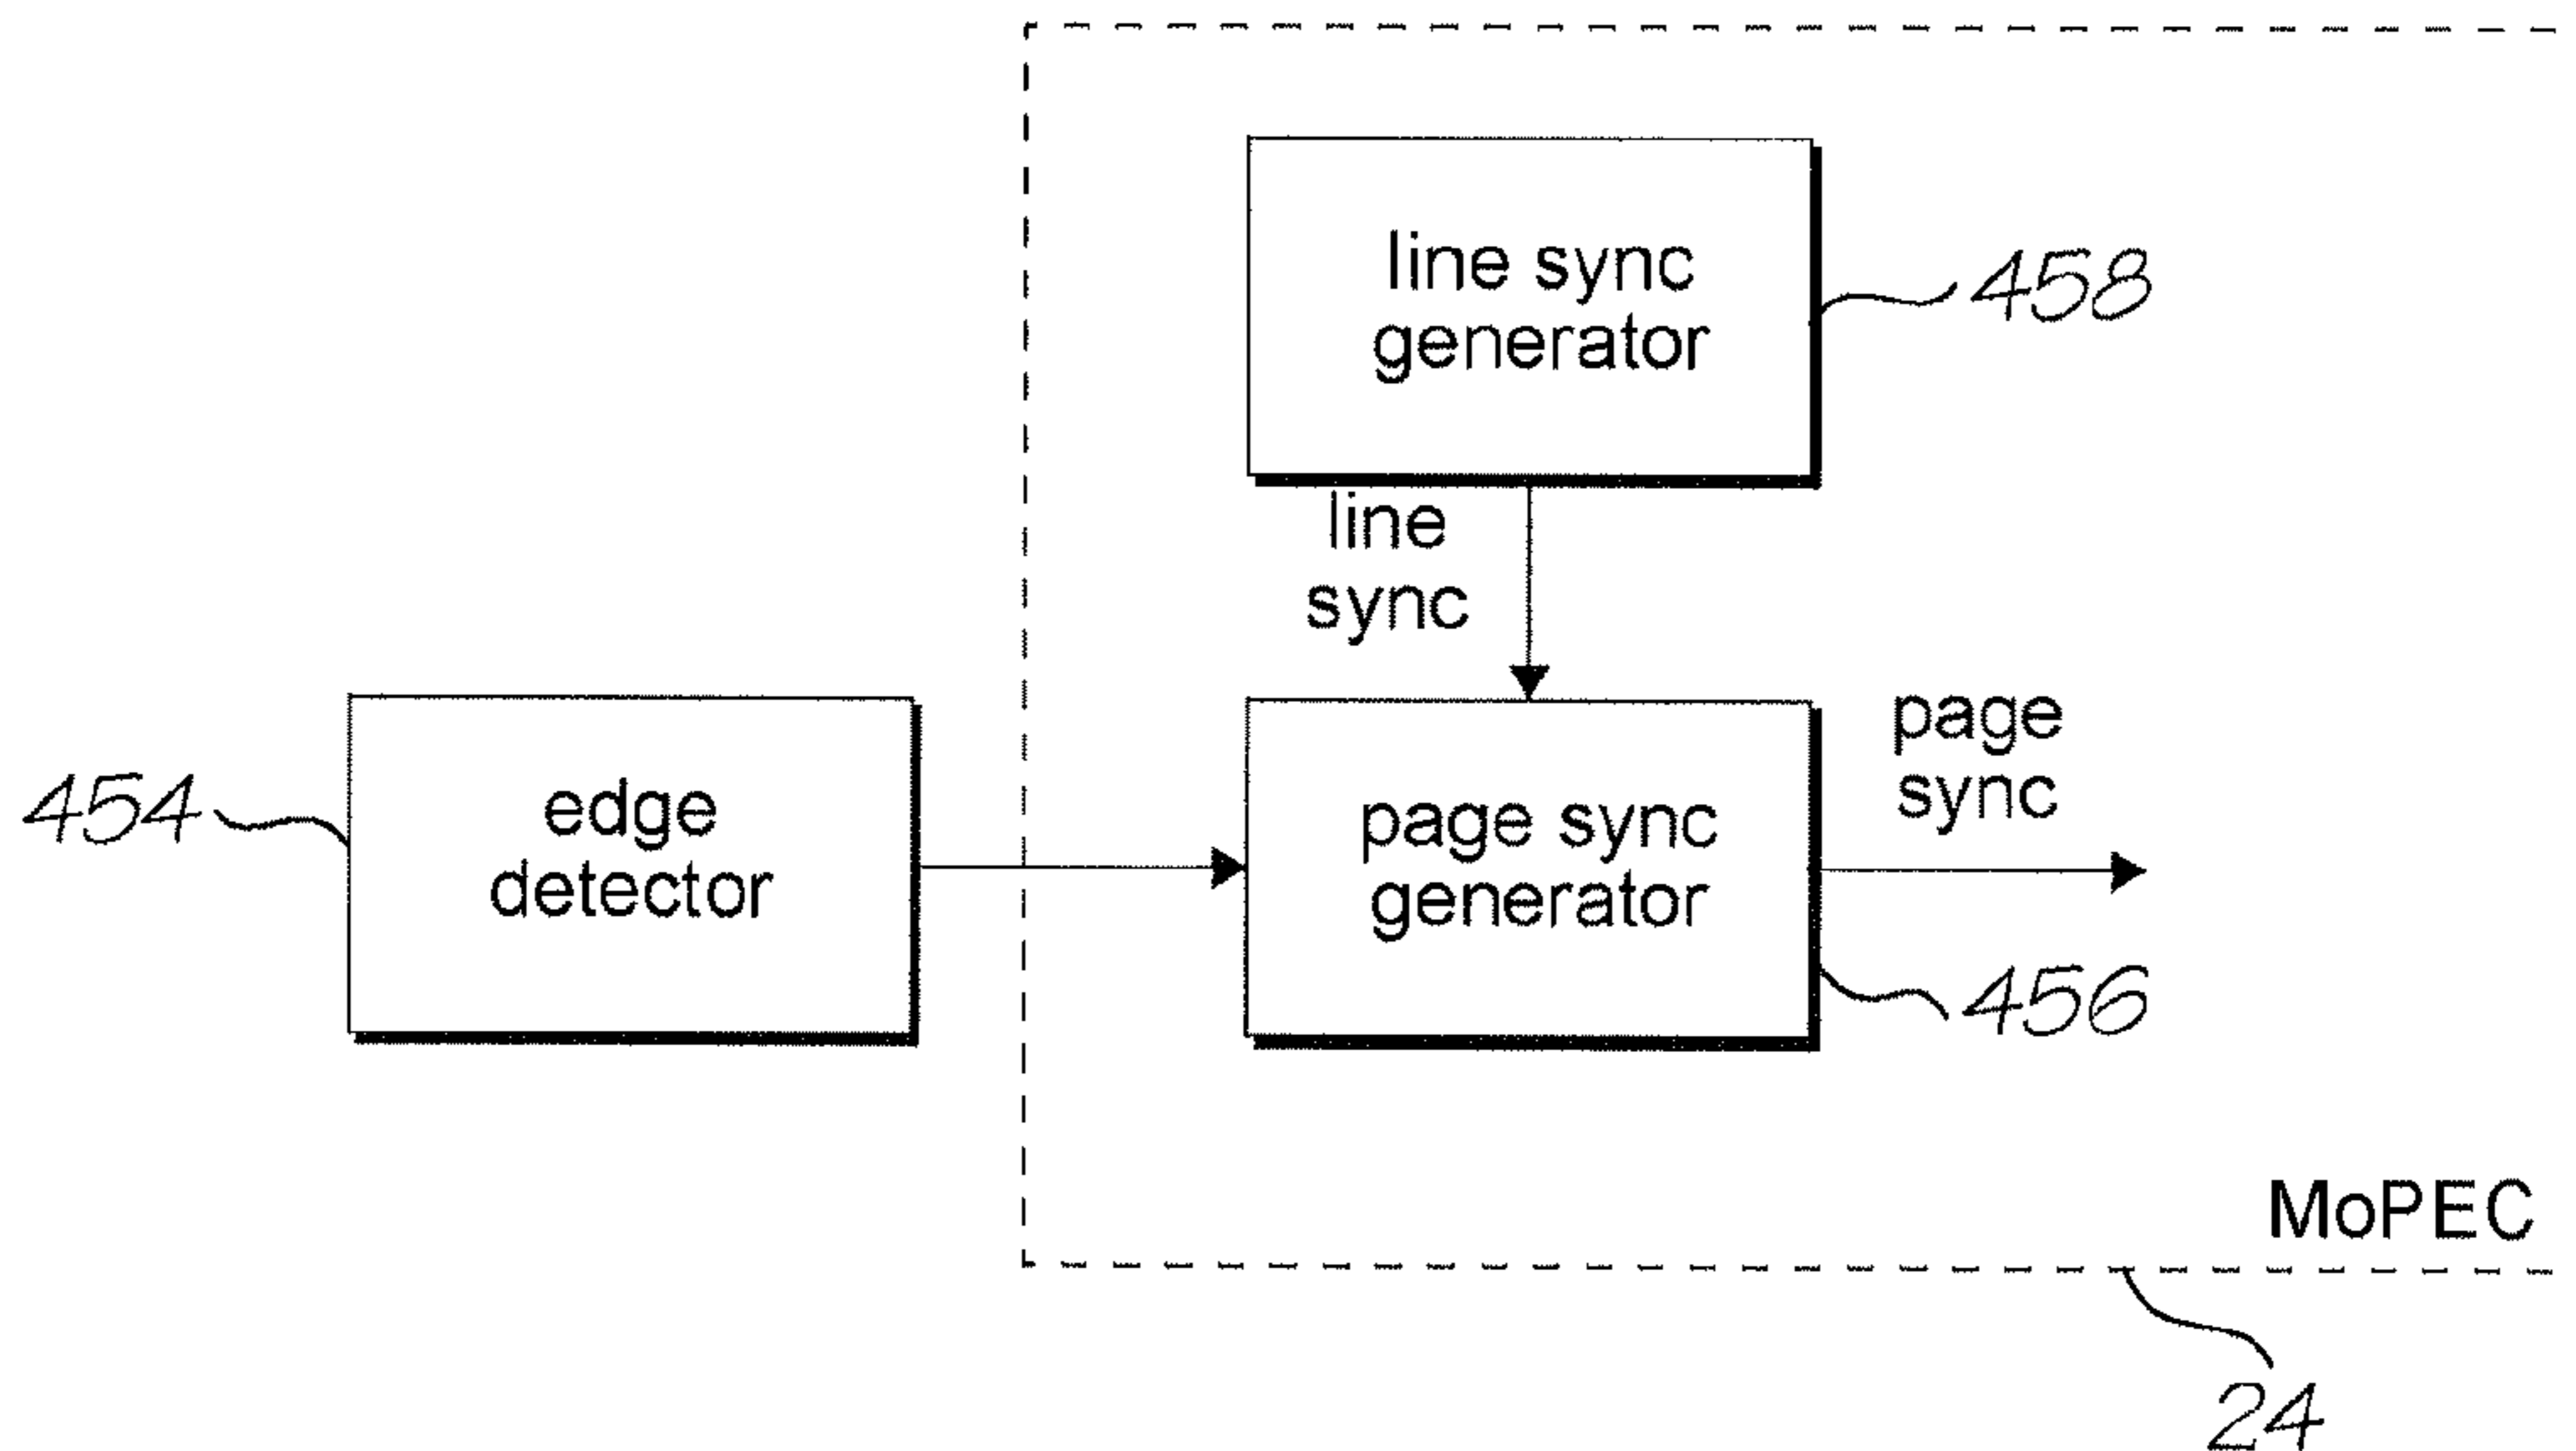 line sync
generator
458
line
sync
454
edge
detector
page sync
generator
page
sync
456
MoPEC
24